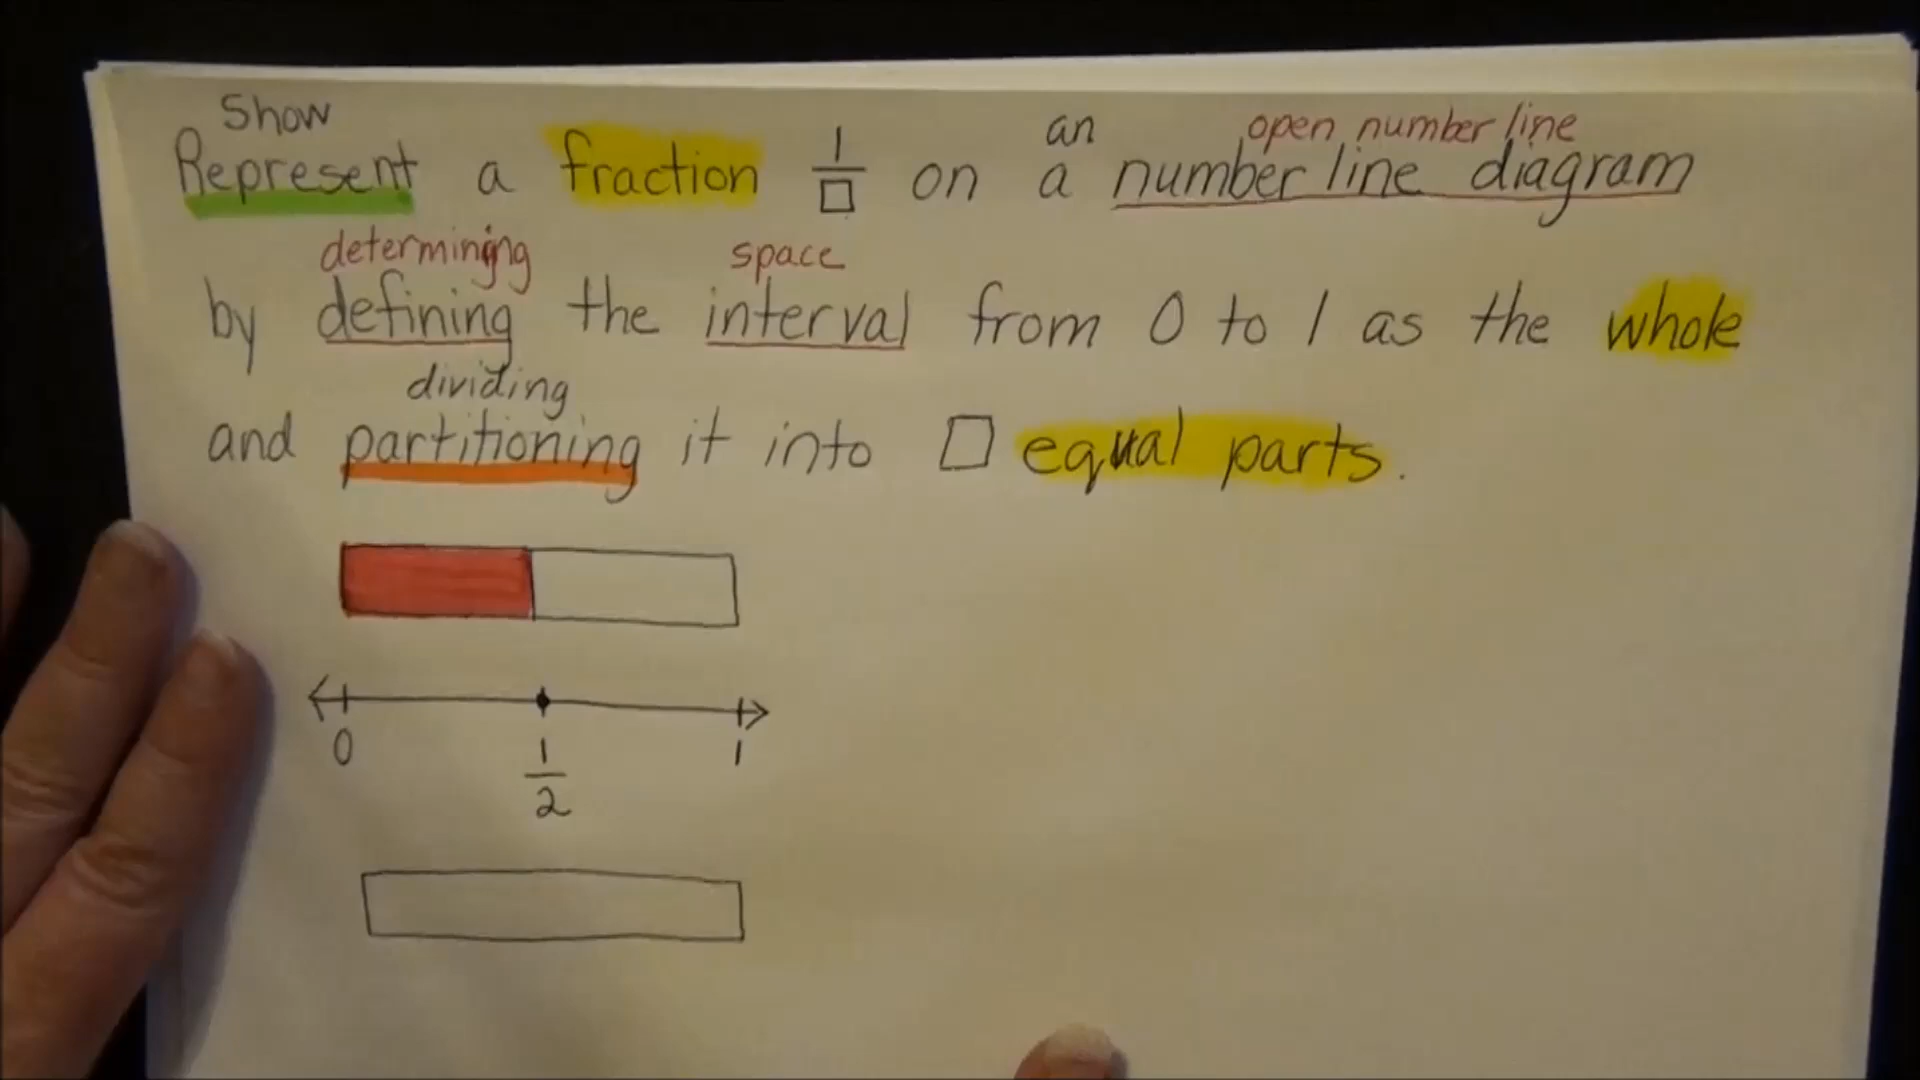 Show an open number line
Represent a fraction 1/□ on a number line diagram
determining space
by defining the interval from 0 to 1 as the whole
dividing
and partitioning it into □ equal parts.
0 1/2 1